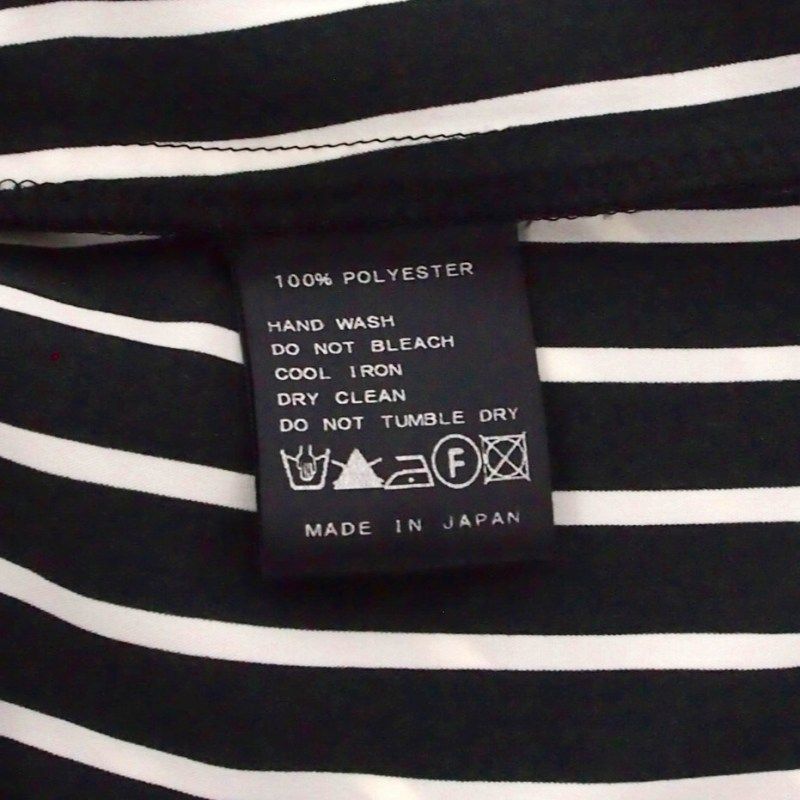 100% POLYESTER
HAND WASH
DO NOT BLEACH
COOL IRON
DRY CLEAN
DO NOT TUMBLE DRY
F
MADE IN JAPAN